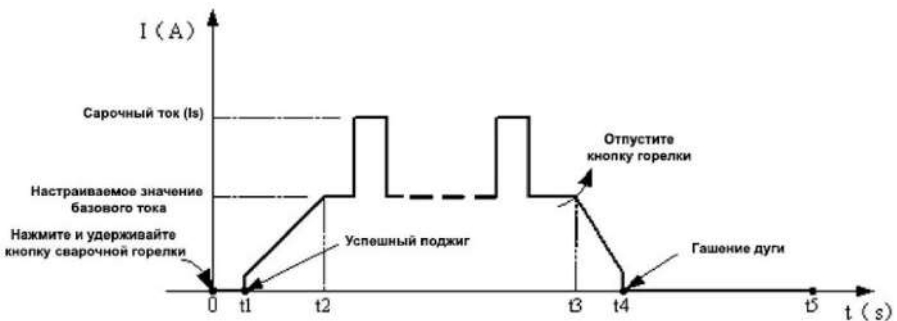 I(A)
Сарочный ток (Is)
Отпустите
кнопку горелки
Настраиваемое значение
базового тока
Нажмите и удерживайте
кнопку сварочной горелки
Успешный поджиг
Гашение дуги
0
t1
t2
t3
t4
t5
t(s)